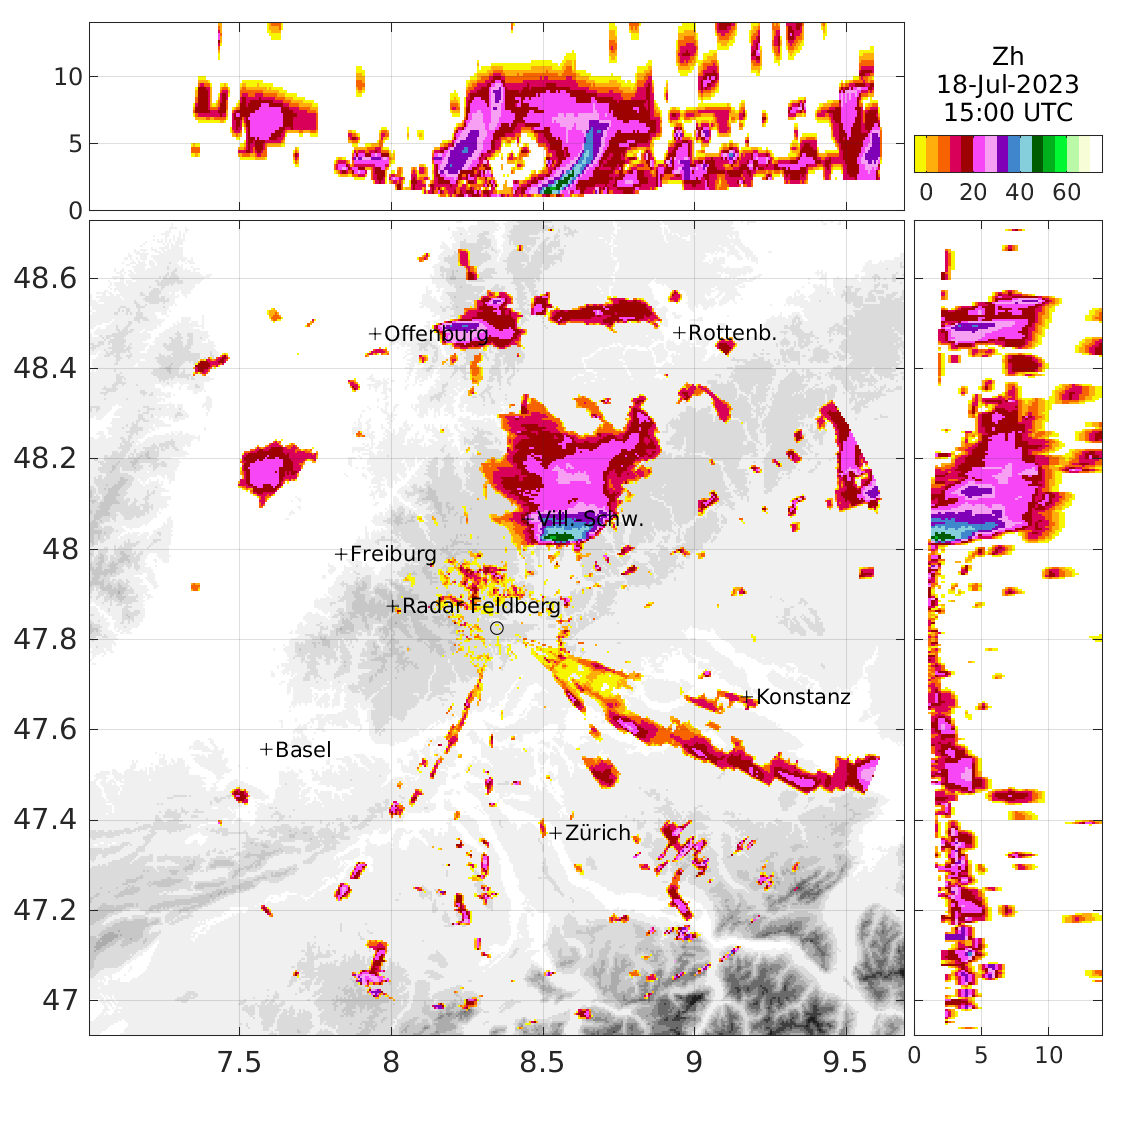 Zh
18-Jul-2023
15:00 UTC
10
5
0
0 20 40 60
48.6
48.4
48.2
48
47.8
47.6
47.4
47.2
47
+Offenburg
+Rottenb.
+Vill.-Schw.
+Freiburg
+Radar Feldberg
+Konstanz
+Basel
+Zürich
7.5 8 8.5 9 9.5
0 5 10